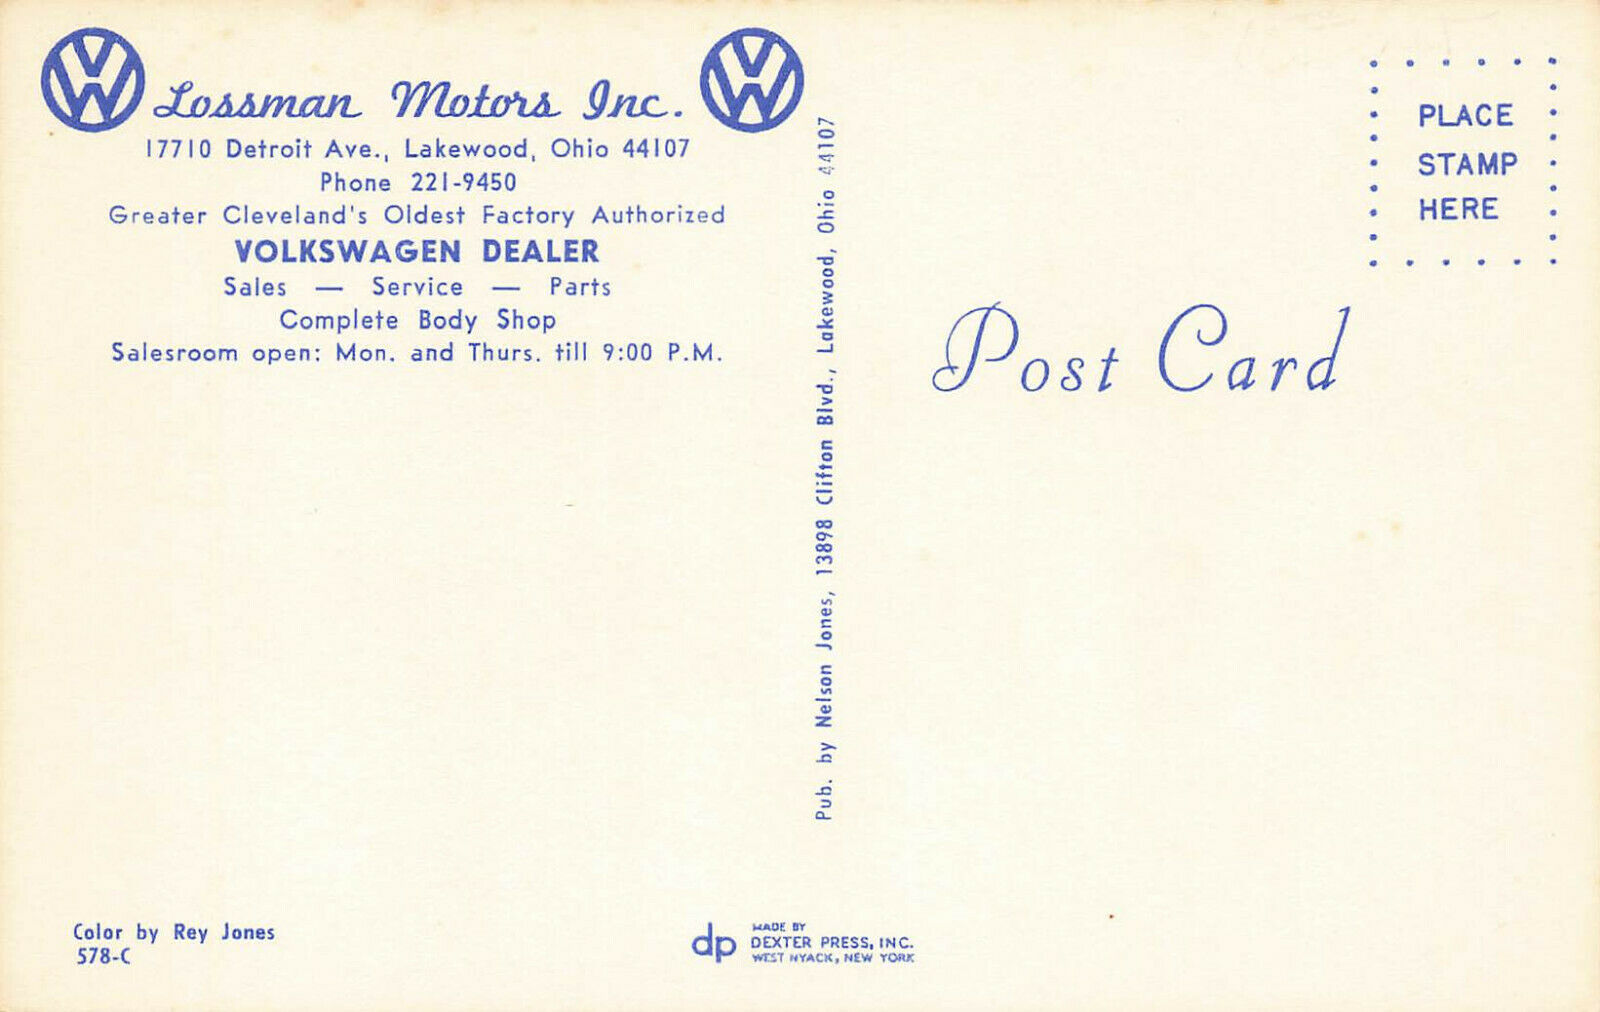 Lossman Motors Inc.
17710 Detroit Ave., Lakewood, Ohio 44107
Phone 221-9450
Greater Cleveland's Oldest Factory Authorized
VOLKSWAGEN DEALER
Sales — Service — Parts
Complete Body Shop
Salesroom open: Mon. and Thurs. till 9:00 P.M.
Pub. by Nelson Jones, 13898 Clifton Blvd., Lakewood, Ohio 44107
PLACE
STAMP
HERE
Post Card
Color by Rey Jones
578-C
dp
MADE BY
DEXTER PRESS, INC.
WEST NYACK, NEW YORK